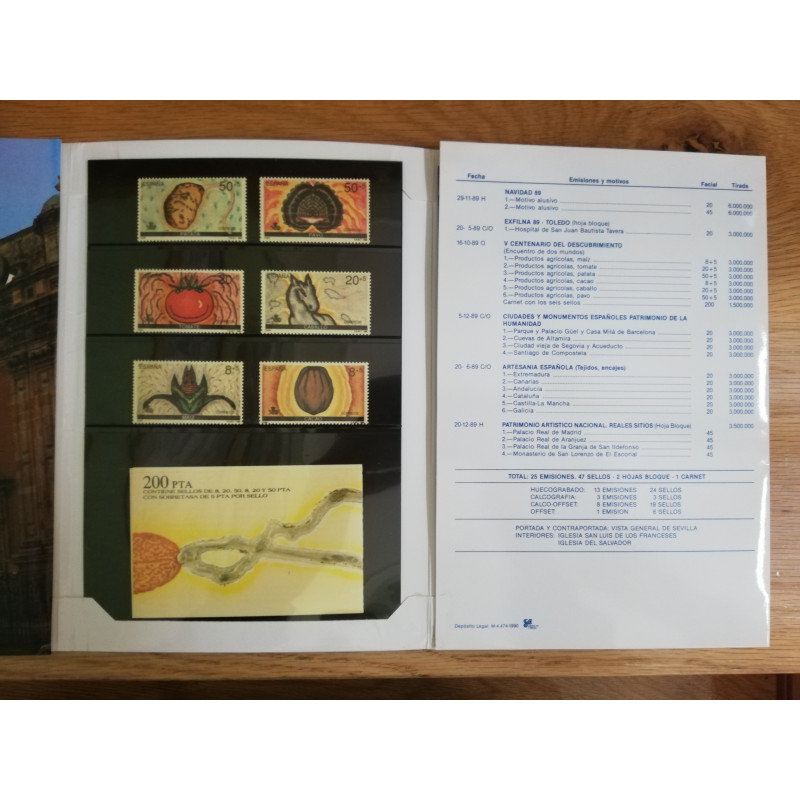 50
ESPAÑA
50
ESPAÑA
20
20+5
CABALLO
8+5
ESPAÑA
8+5
ESPAÑA
CACAO
200 PTA
CONTIENE SELLOS DE 8, 20, 50, 8, 20 Y 50 PTA
CON SOBRETASA DE 5 PTA POR SELLO
Fecha Emisiones y motivos Facial Tirada
NAVIDAD 89
29-11-89 H 1.—Motivo alusivo 20 6.000.000
2.—Motivo alusivo 45 6.000.000
EXFILNA 89 - TOLEDO (hoja bloque)
20- 5-89 C/O 1.—Hospital de San Juan Bautista Tavera 20 3.000.000
16-10-89 O V CENTENARIO DEL DESCUBRIMIENTO
(Encuentro de dos mundos)
1.—Productos agrícolas, maíz 8 + 5 3.000.000
2.—Productos agrícolas, tomate 20 + 5 3.000.000
3.—Productos agrícolas, patata 50 + 5 3.000.000
4.—Productos agrícolas, cacao 8 + 5 3.000.000
5.—Productos agrícolas, caballo 20 + 5 3.000.000
6.—Productos agrícolas, pavo 50 + 5 3.000.000
Carnet con los seis sellos 200 1.500.000
5-12-89 C/O CIUDADES Y MONUMENTOS ESPAÑOLES PATRIMONIO DE LA
HUMANIDAD
1.—Parque y Palacio Güel y Casa Milá de Barcelona 20 3.000.000
2.—Cuevas de Altamira 20 3.000.000
3.—Ciudad vieja de Segovia y Acueducto 20 3.000.000
4.—Santiago de Compostela 20 3.000.000
20- 6-89 C/O ARTESANIA ESPAÑOLA (Tejidos, encajes)
1.—Extremadura 20 3.000.000
2.—Canarias 20 3.000.000
3.—Andalucía 20 3.000.000
4.—Cataluña 20 3.000.000
5.—Castilla-La Mancha 20 3.000.000
6.—Galicia 20 3.000.000
20-12-89 H PATRIMONIO ARTISTICO NACIONAL, REALES SITIOS (Hoja Bloque) 3.500.000
1.—Palacio Real de Madrid 45
2.—Palacio Real de Aranjuez 45
3.—Palacio Real de la Granja de San Ildefonso 45
4.—Monasterio de San Lorenzo de El Escorial 45
TOTAL: 25 EMISIONES, 47 SELLOS - 2 HOJAS BLOQUE - 1 CARNET
HUECOGRABADO: 13 EMISIONES 24 SELLOS
CALCOGRAFIA: 3 EMISIONES 3 SELLOS
CALCO-OFFSET: 8 EMISIONES 19 SELLOS
OFFSET: 1 EMISION 6 SELLOS
PORTADA Y CONTRAPORTADA: VISTA GENERAL DE SEVILLA
INTERIORES: IGLESIA SAN LUIS DE LOS FRANCESES
IGLESIA DEL SALVADOR
Depósito Legal: